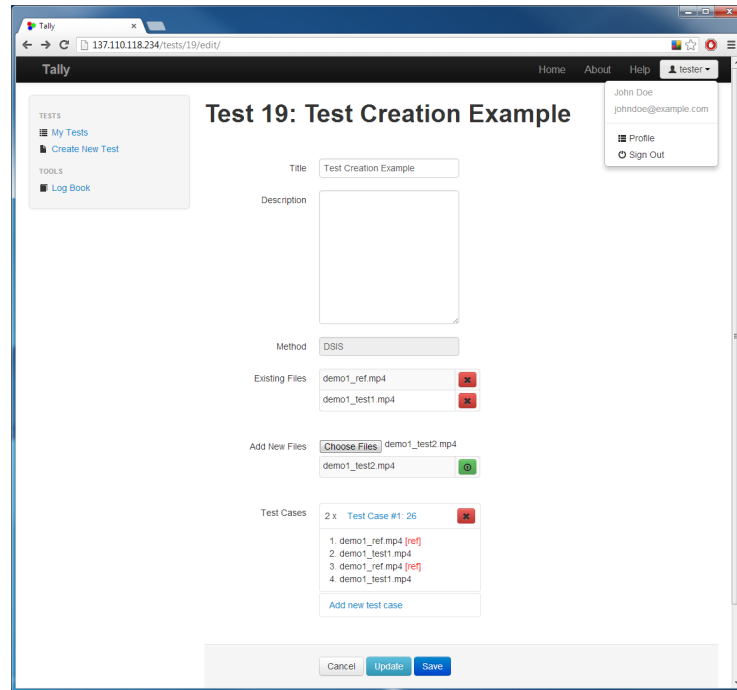 Tally
137.110.118.234/tests/19/edit/
Tally
Home About Help tester
John Doe
johndoe@example.com
Profile
Sign Out
TESTS
My Tests
Create New Test
TOOLS
Log Book
Test 19: Test Creation Example
Title Test Creation Example
Description
Method DSIS
Existing Files demo1_ref.mp4
demo1_test1.mp4
Add New Files Choose Files demo1_test2.mp4
demo1_test2.mp4
Test Cases 2 x Test Case #1: 26
1. demo1_ref.mp4 [ref]
2. demo1_test1.mp4
3. demo1_ref.mp4 [ref]
4. demo1_test1.mp4
Add new test case
Cancel Update Save